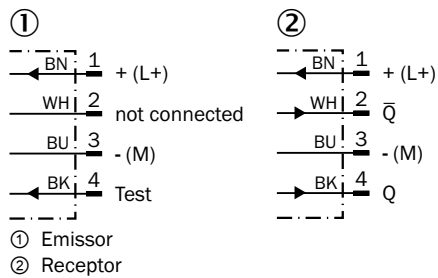 ① ②
BN 1 + (L+)
WH 2 not connected
BU 3 - (M)
BK 4 Test
BN 1 + (L+)
WH 2 Q̅
BU 3 - (M)
BK 4 Q
① Emissor
② Receptor